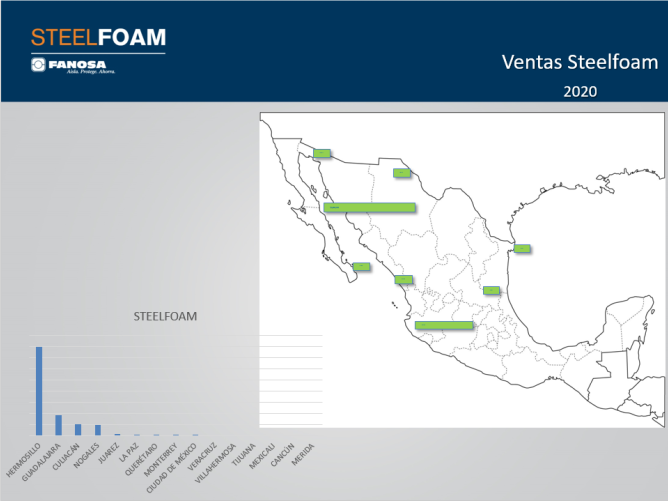 STEELFOAM
FANOSA
Aísla. Protege. Ahorra.
Ventas Steelfoam
2020
STEELFOAM
HERMOSILLO
GUADALAJARA
CULIACÁN
NOGALES
JUAREZ
LA PAZ
QUERÉTARO
MONTERREY
CIUDAD DE MÉXICO
VERACRUZ
VILLAHERMOSA
TIJUANA
MEXICALI
CANCÚN
MERIDA